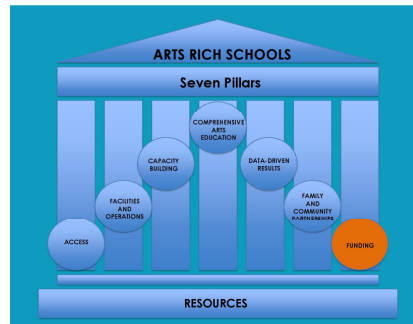 ARTS RICH SCHOOLS
Seven Pillars
COMPREHENSIVE
ARTS
EDUCATION
CAPACITY
BUILDING
DATA-DRIVEN
RESULTS
FACILITIES
AND
OPERATIONS
FAMILY
AND
COMMUNITY
PARTNERSHIPS
ACCESS
FUNDING
RESOURCES